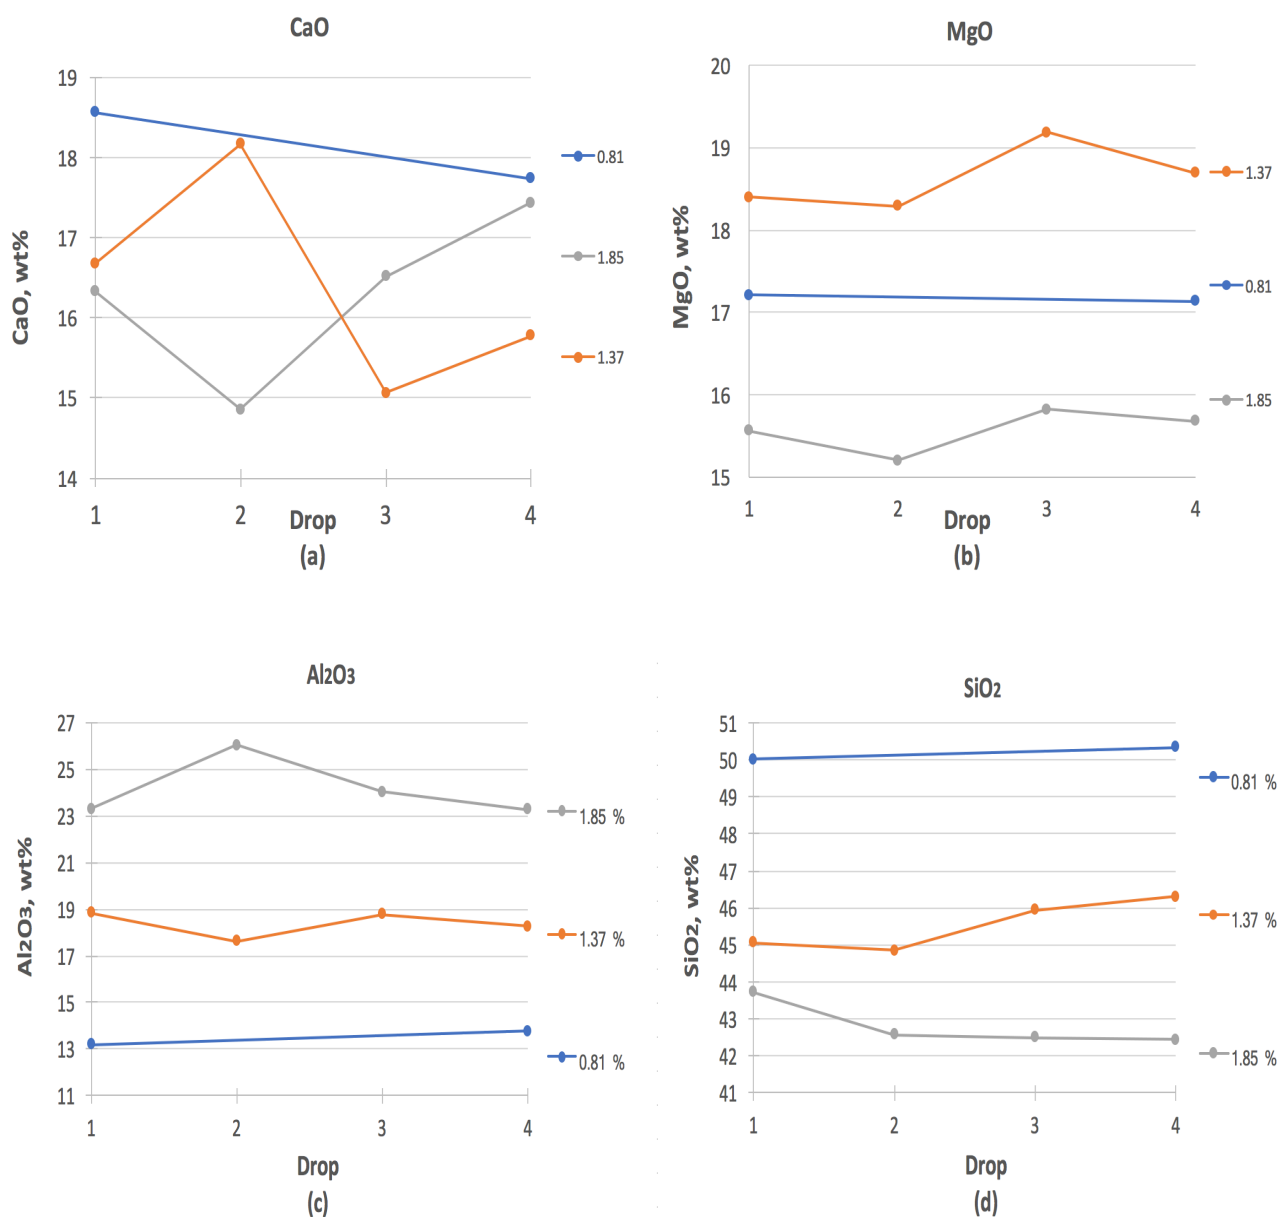 CaO
19
18
17
16
15
14
CaO, wt%
1 2 3 4
Drop
(a)
0.81
1.85
1.37
MgO
20
19
18
17
16
15
MgO, wt%
1 2 3 4
Drop
(b)
1.37
0.81
1.85
Al2O3
27
25
23
21
19
17
15
13
11
Al2O3, wt%
1 2 3 4
Drop
(c)
1.85 %
1.37 %
0.81 %
SiO2
51
50
49
48
47
46
45
44
43
42
41
SiO2, wt%
1 2 3 4
Drop
(d)
0.81 %
1.37 %
1.85 %